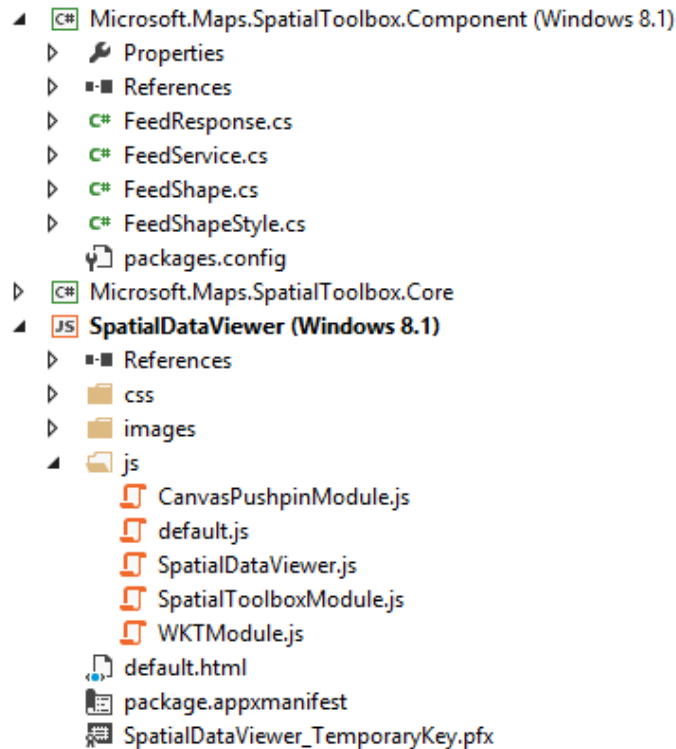 C# Microsoft.Maps.SpatialToolbox.Component (Windows 8.1)
Properties
References
C# FeedResponse.cs
C# FeedService.cs
C# FeedShape.cs
C# FeedShapeStyle.cs
packages.config
C# Microsoft.Maps.SpatialToolbox.Core
JS SpatialDataViewer (Windows 8.1)
References
css
images
js
CanvasPushpinModule.js
default.js
SpatialDataViewer.js
SpatialToolboxModule.js
WKTModule.js
default.html
package.appxmanifest
SpatialDataViewer_TemporaryKey.pfx